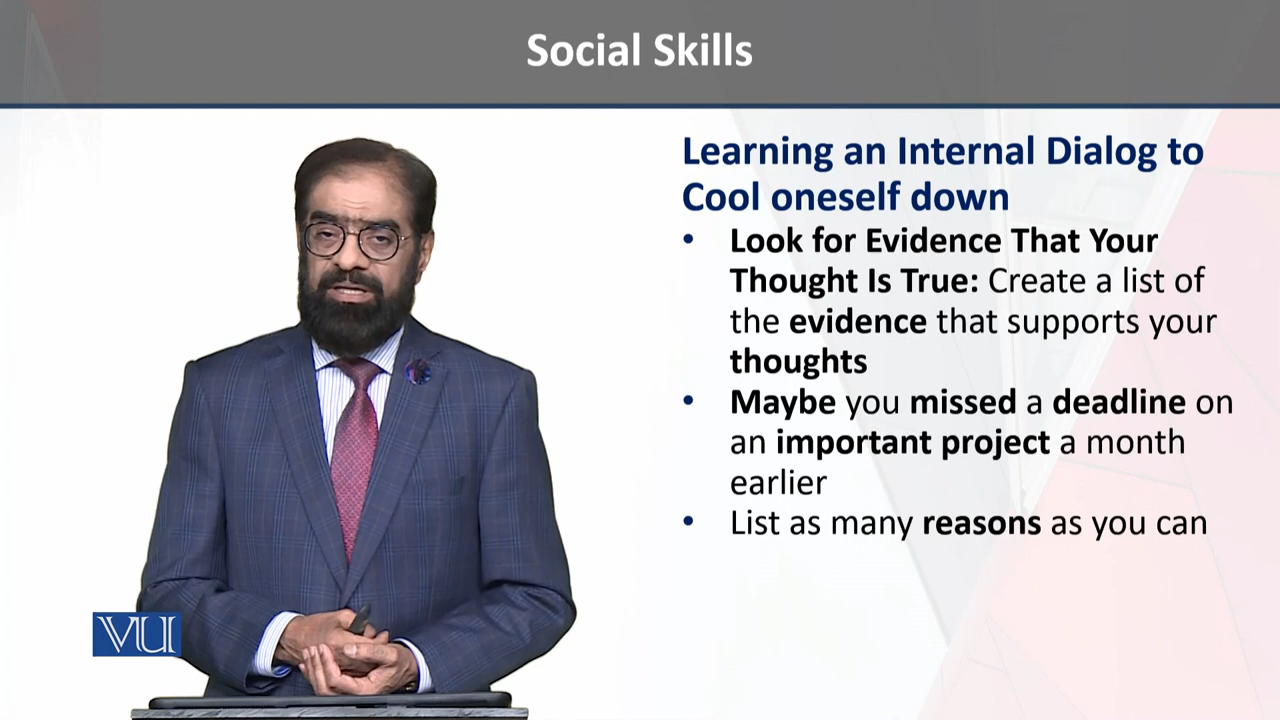 Social Skills
Learning an Internal Dialog to
Cool oneself down
• Look for Evidence That Your
Thought Is True: Create a list of
the evidence that supports your
thoughts
• Maybe you missed a deadline on
an important project a month
earlier
• List as many reasons as you can
VU